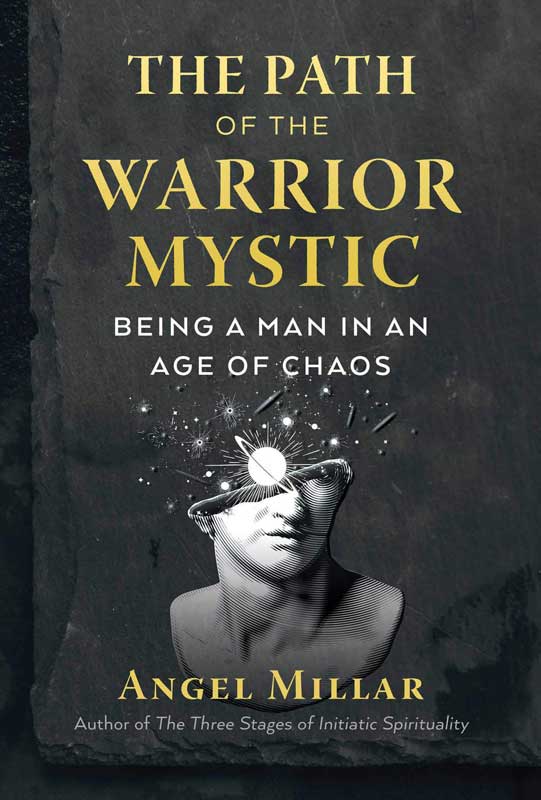 THE PATH
OF THE
WARRIOR
MYSTIC
BEING A MAN IN AN
AGE OF CHAOS
ANGEL MILLAR
Author of The Three Stages of Initiatic Spirituality